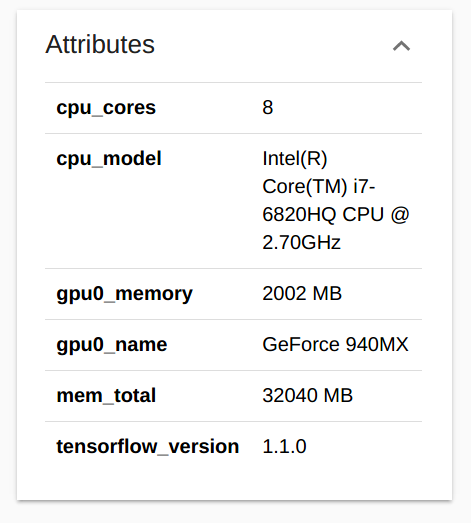 Attributes
cpu_cores 8
cpu_model Intel(R)
Core(TM) i7-
6820HQ CPU @
2.70GHz
gpu0_memory 2002 MB
gpu0_name GeForce 940MX
mem_total 32040 MB
tensorflow_version 1.1.0